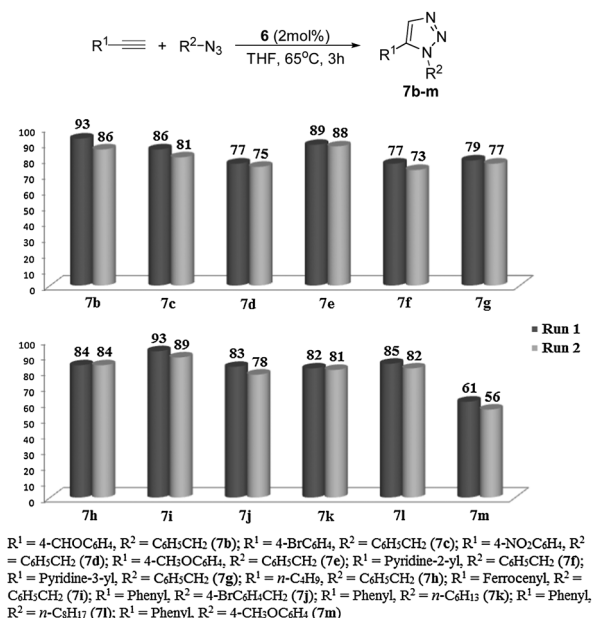 R1 + R2–N3 6 (2mol%) THF, 65°C, 3h R1 N N N R2
7b-m
93 86 86 81 77 75 89 88 77 73 79 77
100
90
80
70
60
50
40
30
20
10
0
7b 7c 7d 7e 7f 7g
Run 1
Run 2
84 84 93 89 83 78 82 81 85 82 61 56
100
90
80
70
60
50
40
30
20
10
0
7h 7i 7j 7k 7l 7m
R1 = 4-CHOC6H4, R2 = C6H5CH2 (7b); R1 = 4-BrC6H4, R2 = C6H5CH2 (7c); R1 = 4-NO2C6H4, R2
= C6H5CH2 (7d); R1 = 4-CH3OC6H4, R2 = C6H5CH2 (7e); R1 = Pyridine-2-yl, R2 = C6H5CH2 (7f);
R1 = Pyridine-3-yl, R2 = C6H5CH2 (7g); R1 = n-C4H9, R2 = C6H5CH2 (7h); R1 = Ferrocenyl, R2 =
C6H5CH2 (7i); R1 = Phenyl, R2 = 4-BrC6H4CH2 (7j); R1 = Phenyl, R2 = n-C6H13 (7k); R1 = Phenyl,
R2 = n-C8H17 (7l); R1 = Phenyl, R2 = 4-CH3OC6H4 (7m)